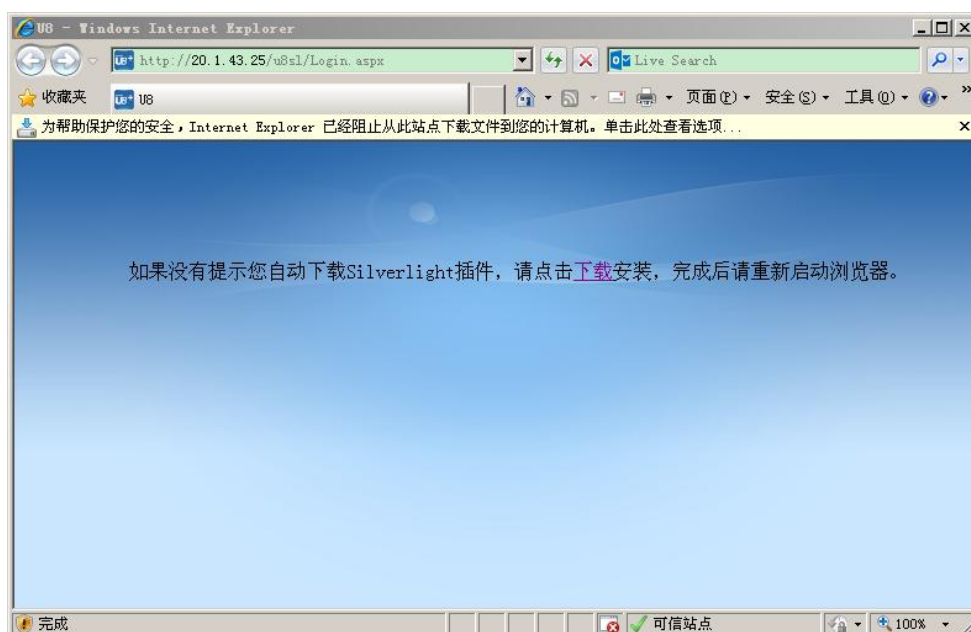 U8 - Windows Internet Explorer
http://20.1.43.25/u8sl/Login.aspx
Live Search
收藏夹
U8
页面(P)
安全(S)
工具(O)
»
为帮助保护您的安全，Internet Explorer 已经阻止从此站点下载文件到您的计算机。单击此处查看选项...
如果没有提示您自动下载Silverlight插件，请点击下载安装，完成后请重新启动浏览器。
完成
可信站点
100%